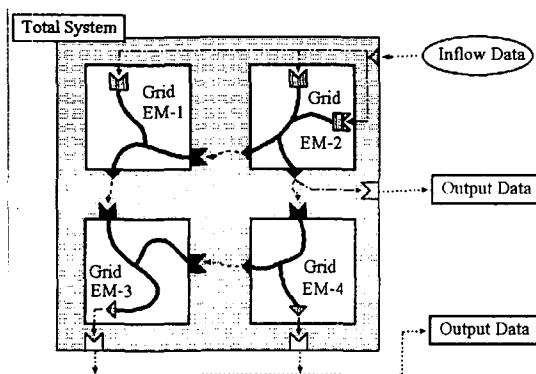 Total System
Inflow Data
Grid
EM-1
Grid
EM-2
Output Data
Grid
EM-3
Grid
EM-4
Output Data